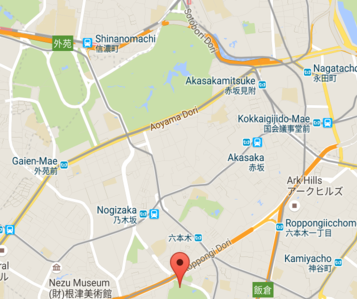 外苑
Shinanomachi
信濃町
Sotobori Dori
Nagatacho
永田町
Akasakamitsuke
赤坂見附
Aoyama Dori
Kokkaigijido-Mae
国会議事堂前
Gaien-Mae
外苑前
Akasaka
赤坂
Ark Hills
アークヒルズ
Nogizaka
乃木坂
六本木
Roppongiicchom
六本木一丁目
Roppongi Dori
Kamiyacho
神谷町
ral
ル
Nezu Museum
(財)根津美術館
飯倉